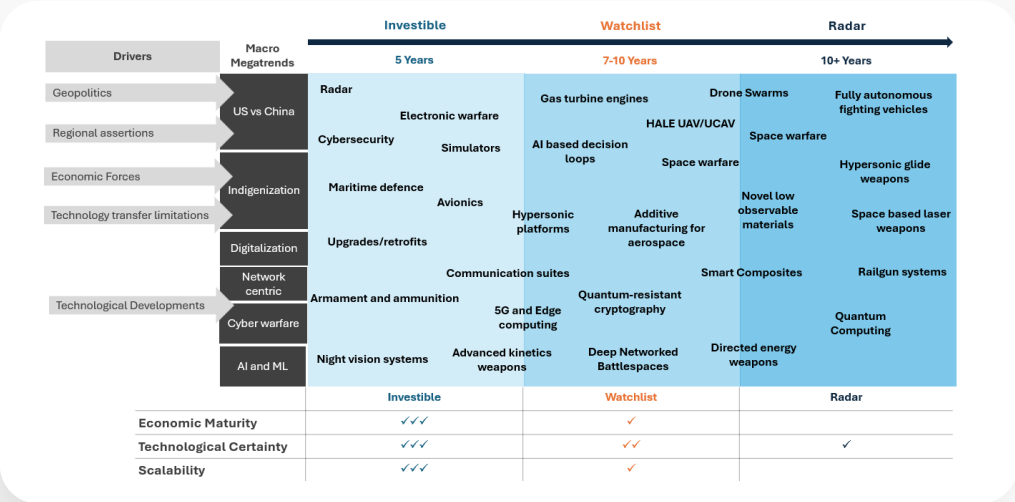 Investible
Watchlist
Radar
Drivers
Macro
Megatrends
5 Years
7-10 Years
10+ Years
Geopolitics
Regional assertions
Economic Forces
Technology transfer limitations
Technological Developments
US vs China
Indigenization
Digitalization
Network
centric
Cyber warfare
AI and ML
Radar
Electronic warfare
Cybersecurity
Simulators
Maritime defence
Avionics
Upgrades/retrofits
Communication suites
Armament and ammunition
5G and Edge
computing
Night vision systems
Advanced kinetics
weapons
Gas turbine engines
Drone Swarms
HALE UAV/UCAV
AI based decision
loops
Space warfare
Hypersonic
platforms
Additive
manufacturing for
aerospace
Smart Composites
Quantum-resistant
cryptography
Deep Networked
Battlespaces
Directed energy
weapons
Fully autonomous
fighting vehicles
Space warfare
Hypersonic glide
weapons
Novel low
observable
materials
Space based laser
weapons
Railgun systems
Quantum
Computing
Investible
Watchlist
Radar
Economic Maturity ✓✓✓ ✓
Technological Certainty ✓✓✓ ✓✓ ✓
Scalability ✓✓✓ ✓